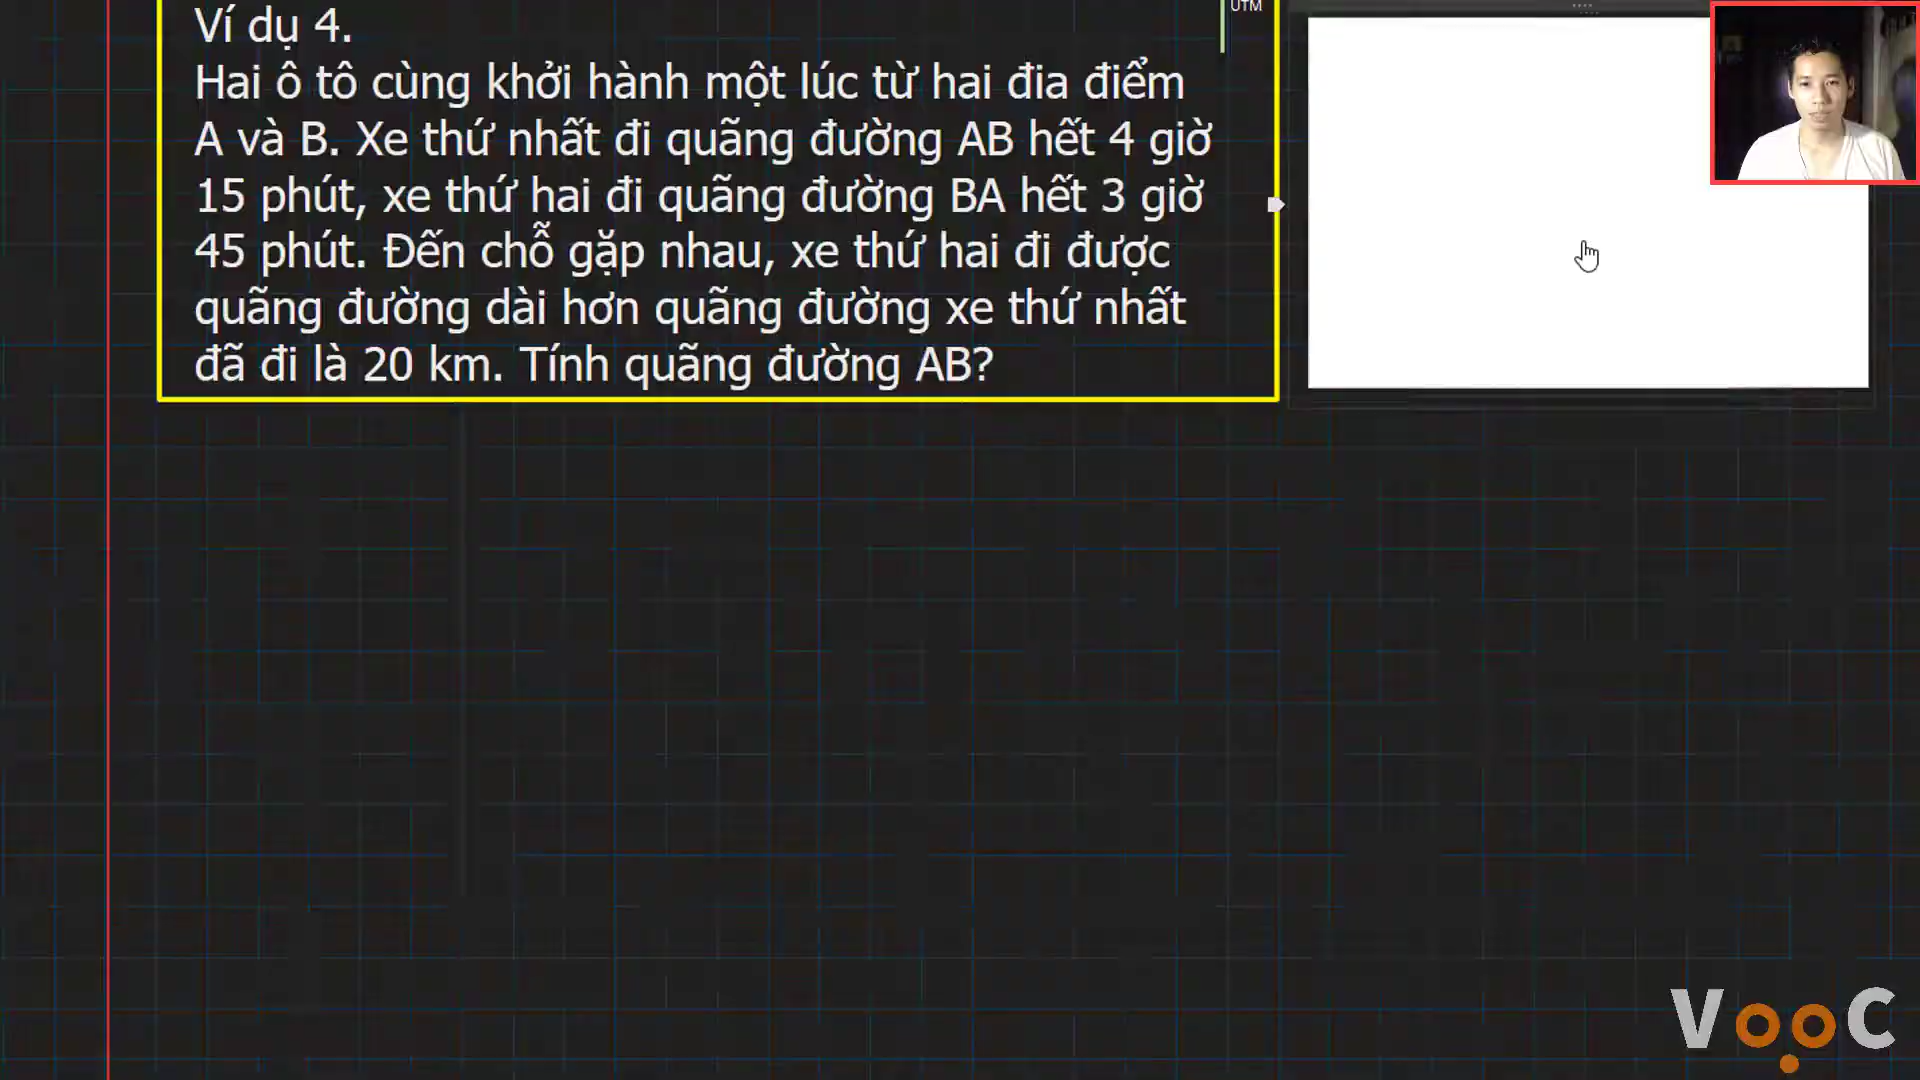 UTM
Ví dụ 4.
Hai ô tô cùng khởi hành một lúc từ hai đia điểm
A và B. Xe thứ nhất đi quãng đường AB hết 4 giờ
15 phút, xe thứ hai đi quãng đường BA hết 3 giờ
45 phút. Đến chỗ gặp nhau, xe thứ hai đi được
quãng đường dài hơn quãng đường xe thứ nhất
đã đi là 20 km. Tính quãng đường AB?
VooC